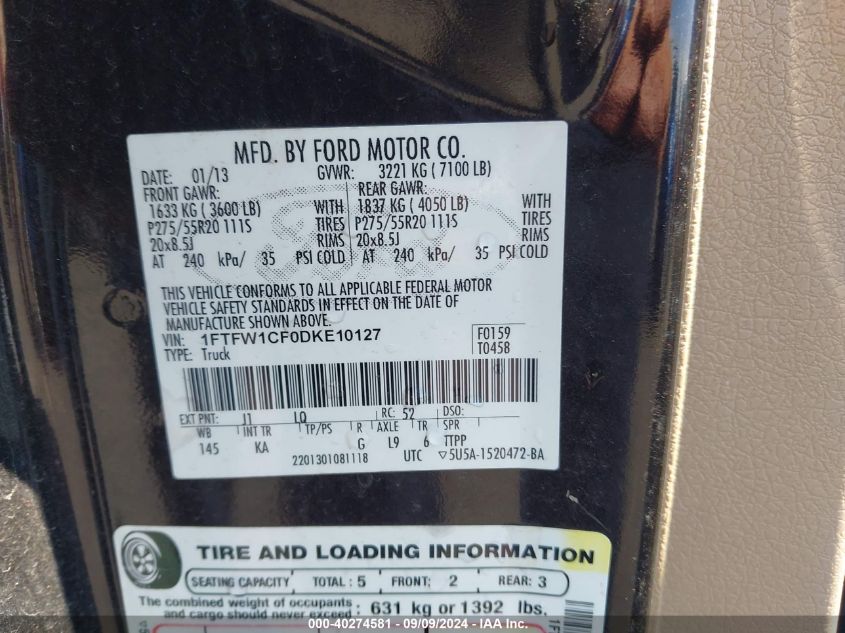 MFD. BY FORD MOTOR CO.
DATE: 01/13 GVWR: 3221 KG ( 7100 LB)
FRONT GAWR: REAR GAWR:
1633 KG ( 3600 LB) WITH 1837 KG ( 4050 LB) WITH
P275/55R20 111S TIRES P275/55R20 111S TIRES
20x8.5J RIMS 20x8.5J RIMS
AT 240 kPa/ 35 PSI COLD AT 240 kPa/ 35 PSI COLD
THIS VEHICLE CONFORMS TO ALL APPLICABLE FEDERAL MOTOR
VEHICLE SAFETY STANDARDS IN EFFECT ON THE DATE OF
MANUFACTURE SHOWN ABOVE.
VIN: 1FTFW1CF0DKE10127 F0159
TYPE: Truck T045B
EXT PNT: J1 LQ RC: 52 DSO:
WB INT TR TP/PS R AXLE TR SPR
145 KA G L9 6 TTPP
2201301081118 UTC ▽5U5A-1520472-BA
TIRE AND LOADING INFORMATION
SEATING CAPACITY TOTAL : 5 FRONT: 2 REAR: 3
The combined weight of occupants
and cargo should never exceed : 631 kg or 1392 lbs.
000-40274581 - 09/09/2024 - IAA Inc.